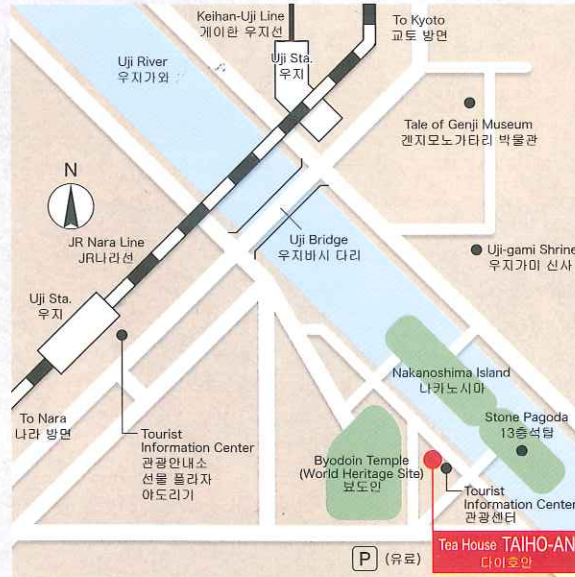 Keihan-Uji Line
게이한 우지선
To Kyoto
교토 방면
Uji River
우지가와
Uji Sta.
우지
Tale of Genji Museum
겐지모노가타리 박물관
N
JR Nara Line
JR나라선
Uji Bridge
우지바시 다리
Uji-gami Shrine
우지가미 신사
Uji Sta.
우지
Nakanoshima Island
나카노시마
To Nara
나라 방면
Tourist
Information Center
관광안내소
선물 플라자
야도리기
Stone Pagoda
13층석탑
Byodoin Temple
(World Heritage Site)
뵤도인
Tourist
Information Center
관광센터
P (유료)
Tea House TAIHO-AN
다이호안